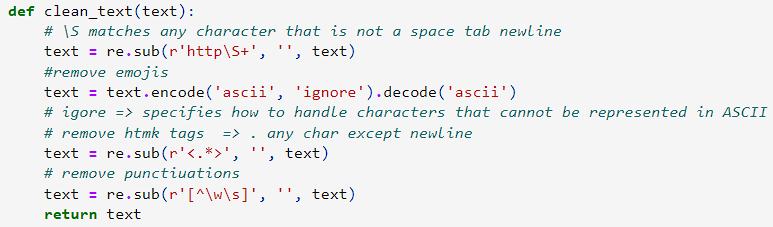 def clean_text(text):
# \S matches any character that is not a space tab newline
text = re.sub(r'http\S+', '', text)
#remove emojis
text = text.encode('ascii', 'ignore').decode('ascii')
# igore => specifies how to handle characters that cannot be represented in ASCII
# remove htmk tags  => . any char except newline
text = re.sub(r'<.*>', '', text)
# remove punctiuations
text = re.sub(r'[^\w\s]', '', text)
return text